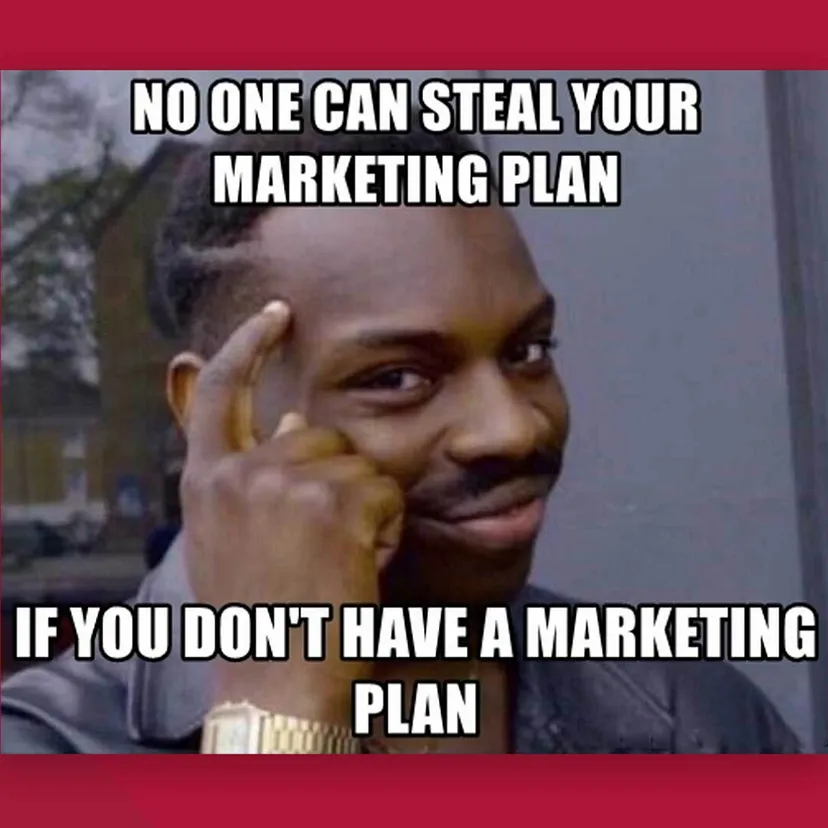 NO ONE CAN STEAL YOUR
MARKETING PLAN
IF YOU DON'T HAVE A MARKETING
PLAN